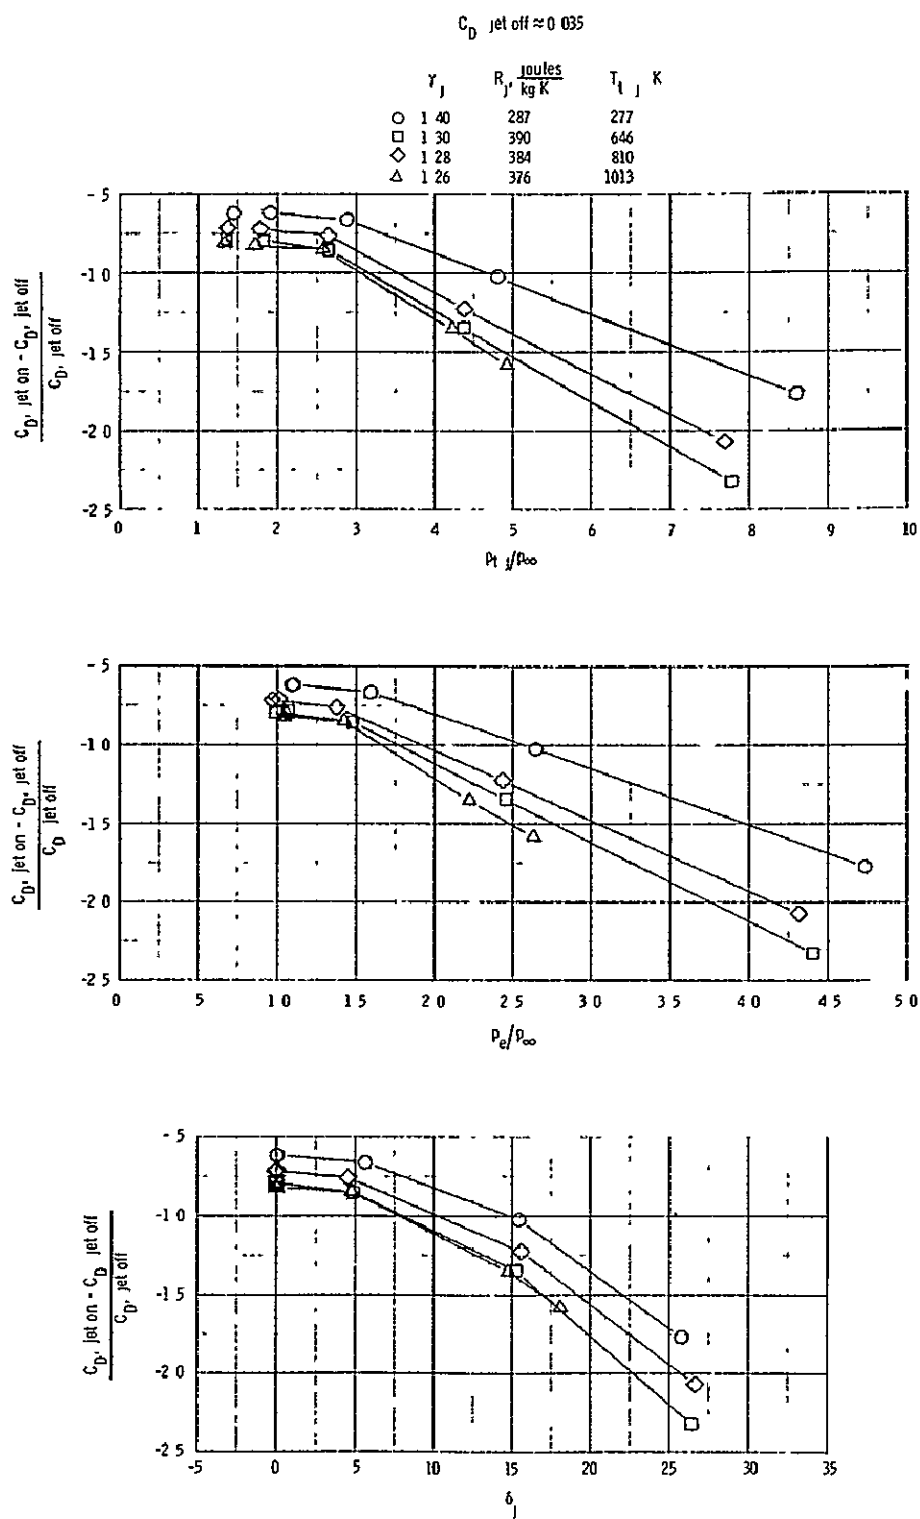 C_D jet off ≈ 0 035
γ_j R_j, joules/kg K T_t j K
○ 1 40 287 277
□ 1 30 390 646
◇ 1 28 384 810
△ 1 26 376 1013
- 5
-1 0
-1 5
-2 0
-2 5
C_D, jet on - C_D, jet off
C_D, jet off
0 1 2 3 4 5 6 7 8 9 10
p_t j/p_∞
- 5
-1 0
-1 5
-2 0
-2 5
C_D, jet on - C_D, jet off
C_D jet off
0 5 1 0 1 5 2 0 2 5 3 0 3 5 4 0 4 5 5 0
p_e/p_∞
- 5
-1 0
-1 5
-2 0
-2 5
C_D, jet on - C_D jet off
C_D, jet off
-5 0 5 10 15 20 25 30 35
δ_j